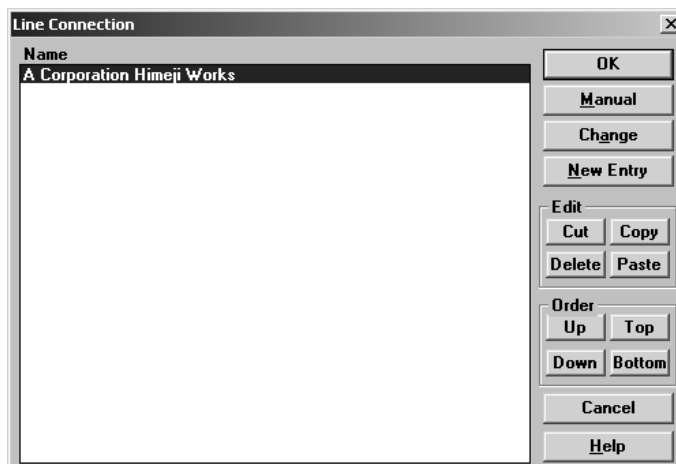 Line Connection
Name
A Corporation Himeji Works
OK
Manual
Change
New Entry
Edit
Cut Copy
Delete Paste
Order
Up Top
Down Bottom
Cancel
Help